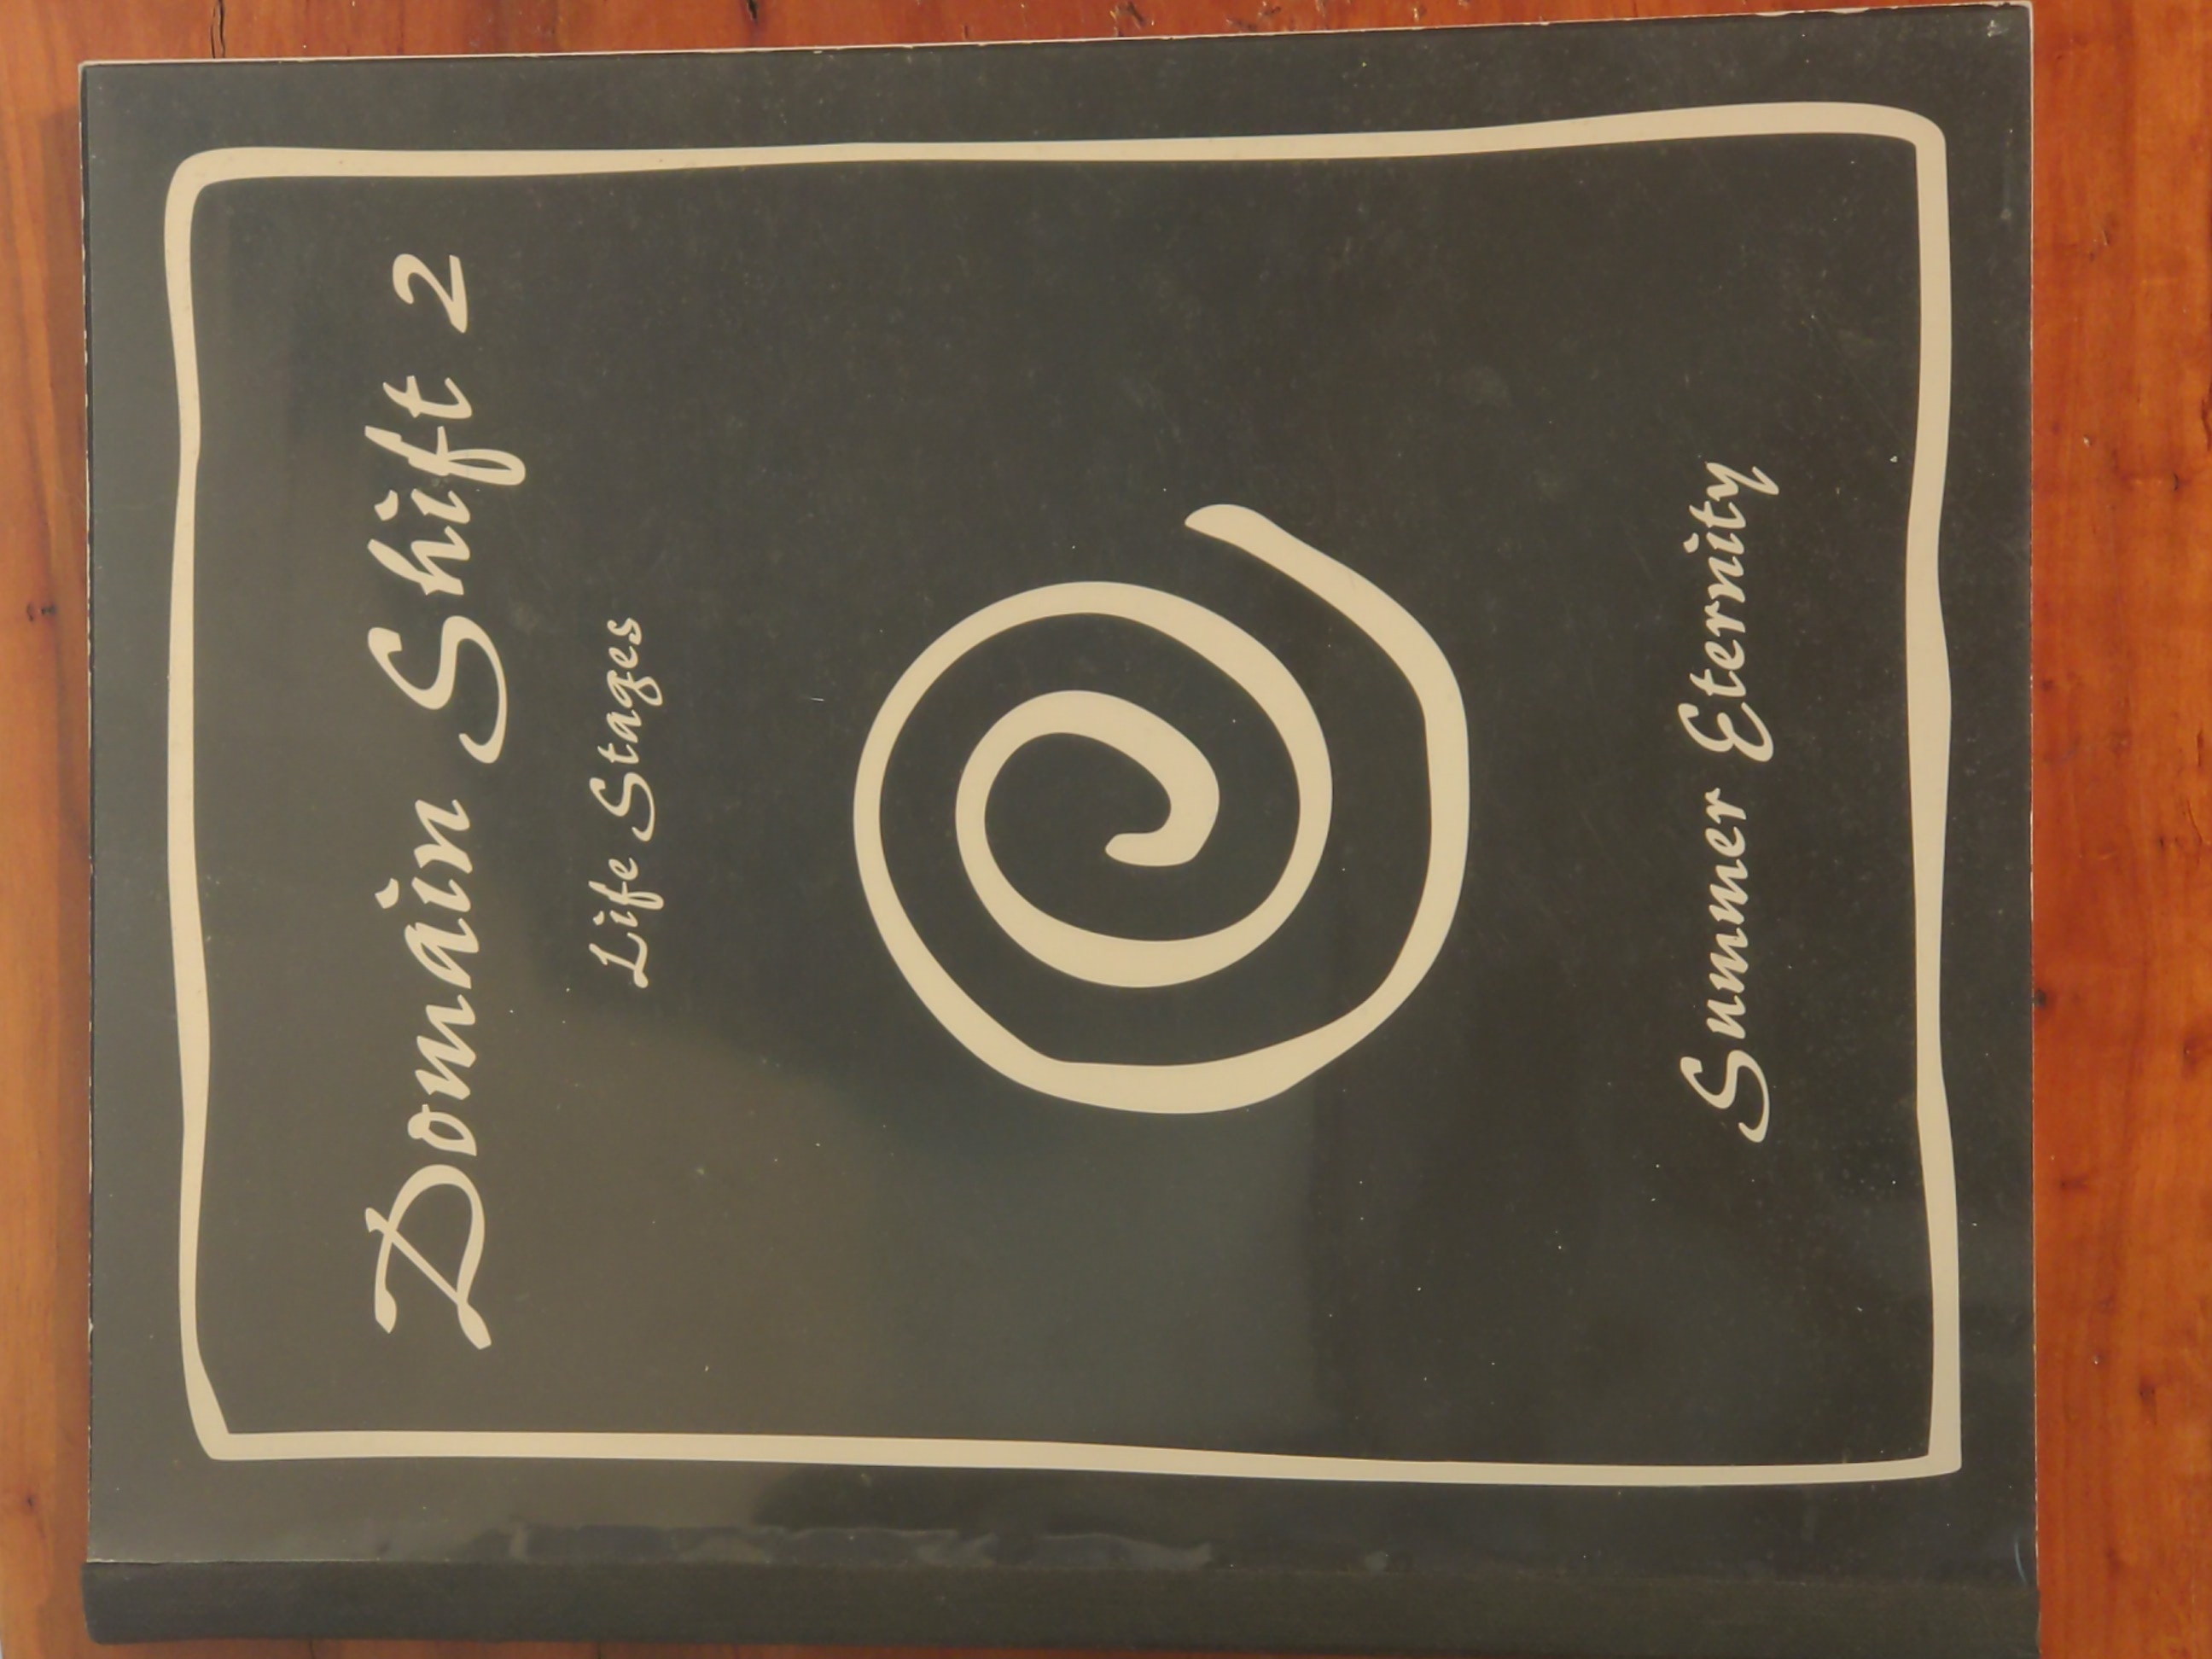 Domain Shift 2
Life Stages
Summer Eternity